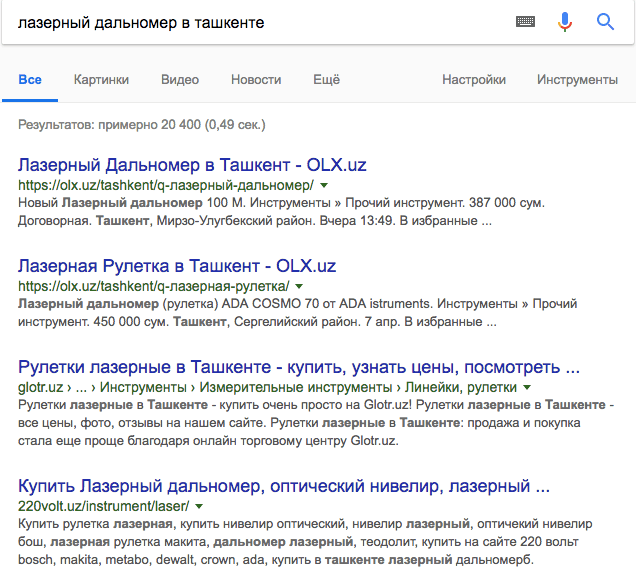 лазерный дальномер в ташкенте
Все Картинки Видео Новости Ещё Настройки Инструменты
Результатов: примерно 20 400 (0,49 сек.)
Лазерный Дальномер в Ташкент - OLX.uz
https://olx.uz/tashkent/q-лазерный-дальномер/
Новый Лазерный дальномер 100 М. Инструменты » Прочий инструмент. 387 000 сум.
Договорная. Ташкент, Мирзо-Улугбекский район. Вчера 13:49. В избранные ...
Лазерная Рулетка в Ташкент - OLX.uz
https://olx.uz/tashkent/q-лазерная-рулетка/
Лазерный дальномер (рулетка) ADA COSMO 70 от ADA istruments. Инструменты » Прочий
инструмент. 450 000 сум. Ташкент, Сергелийский район. 7 апр. В избранные ...
Рулетки лазерные в Ташкенте - купить, узнать цены, посмотреть ...
glotr.uz › ... › Инструменты › Измерительные инструменты › Линейки, рулетки
Рулетки лазерные в Ташкенте - купить очень просто на Glotr.uz! Рулетки лазерные в Ташкенте -
все цены, фото, отзывы на нашем сайте. Рулетки лазерные в Ташкенте: продажа и покупка
стала еще проще благодаря онлайн торговому центру Glotr.uz.
Купить Лазерный дальномер, оптический нивелир, лазерный ...
220volt.uz/instrument/laser/
Купить рулетка лазерная, купить нивелир оптический, нивелир лазерный, оптичекий нивелир
бош, лазерная рулетка макита, дальномер лазерный, теодолит, купить на сайте 220 вольт
bosch, makita, metabo, dewalt, crown, ada, купить в ташкенте лазерный дальномерб.